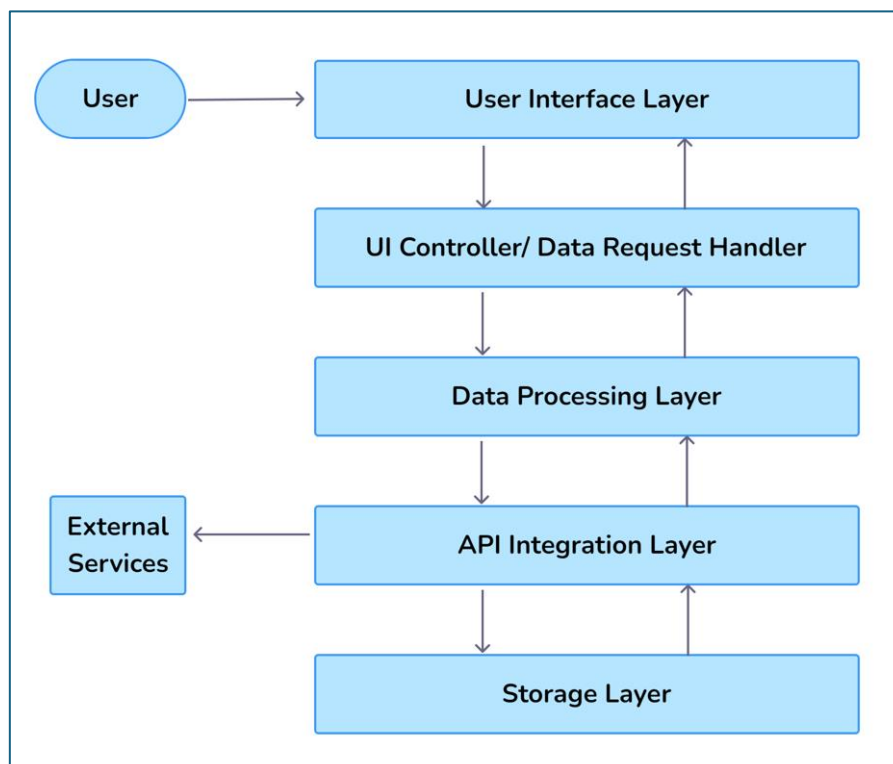 User
User Interface Layer
UI Controller/ Data Request Handler
Data Processing Layer
External
Services
API Integration Layer
Storage Layer